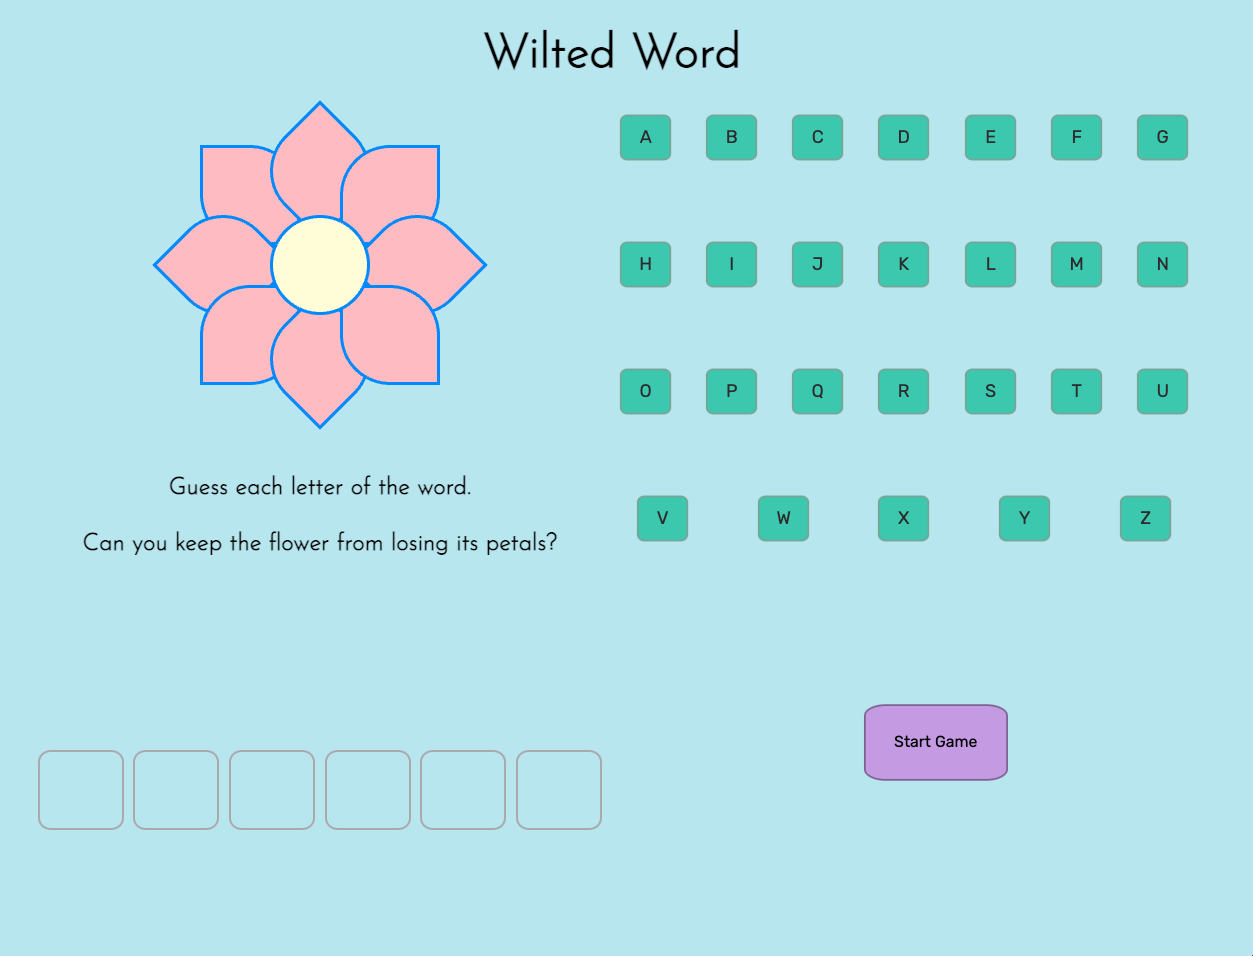 Wilted Word
A B C D E F G
H I J K L M N
O P Q R S T U
V W X Y Z
Guess each letter of the word.
Can you keep the flower from losing its petals?
Start Game